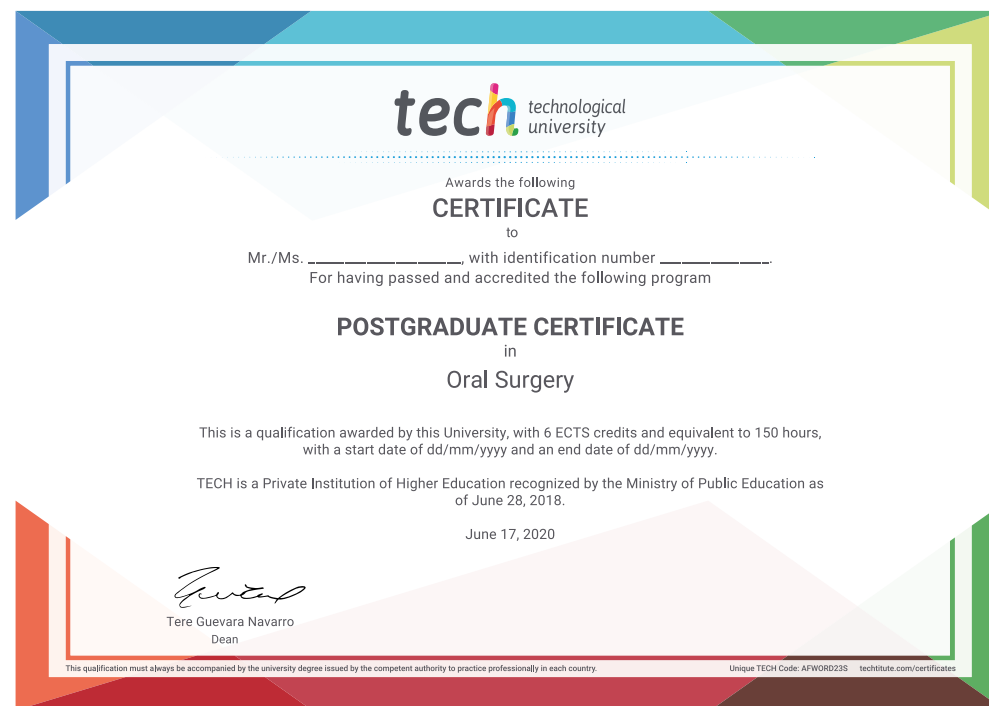 tech technological
university
Awards the following
CERTIFICATE
to
Mr./Ms. ____________________, with identification number ______________.
For having passed and accredited the following program
POSTGRADUATE CERTIFICATE
in
Oral Surgery
This is a qualification awarded by this University, with 6 ECTS credits and equivalent to 150 hours,
with a start date of dd/mm/yyyy and an end date of dd/mm/yyyy.
TECH is a Private Institution of Higher Education recognized by the Ministry of Public Education as
of June 28, 2018.
June 17, 2020
Tere Guevara Navarro
Dean
This qualification must always be accompanied by the university degree issued by the competent authority to practice professionally in each country. Unique TECH Code: AFWORD23S techtitute.com/certificates